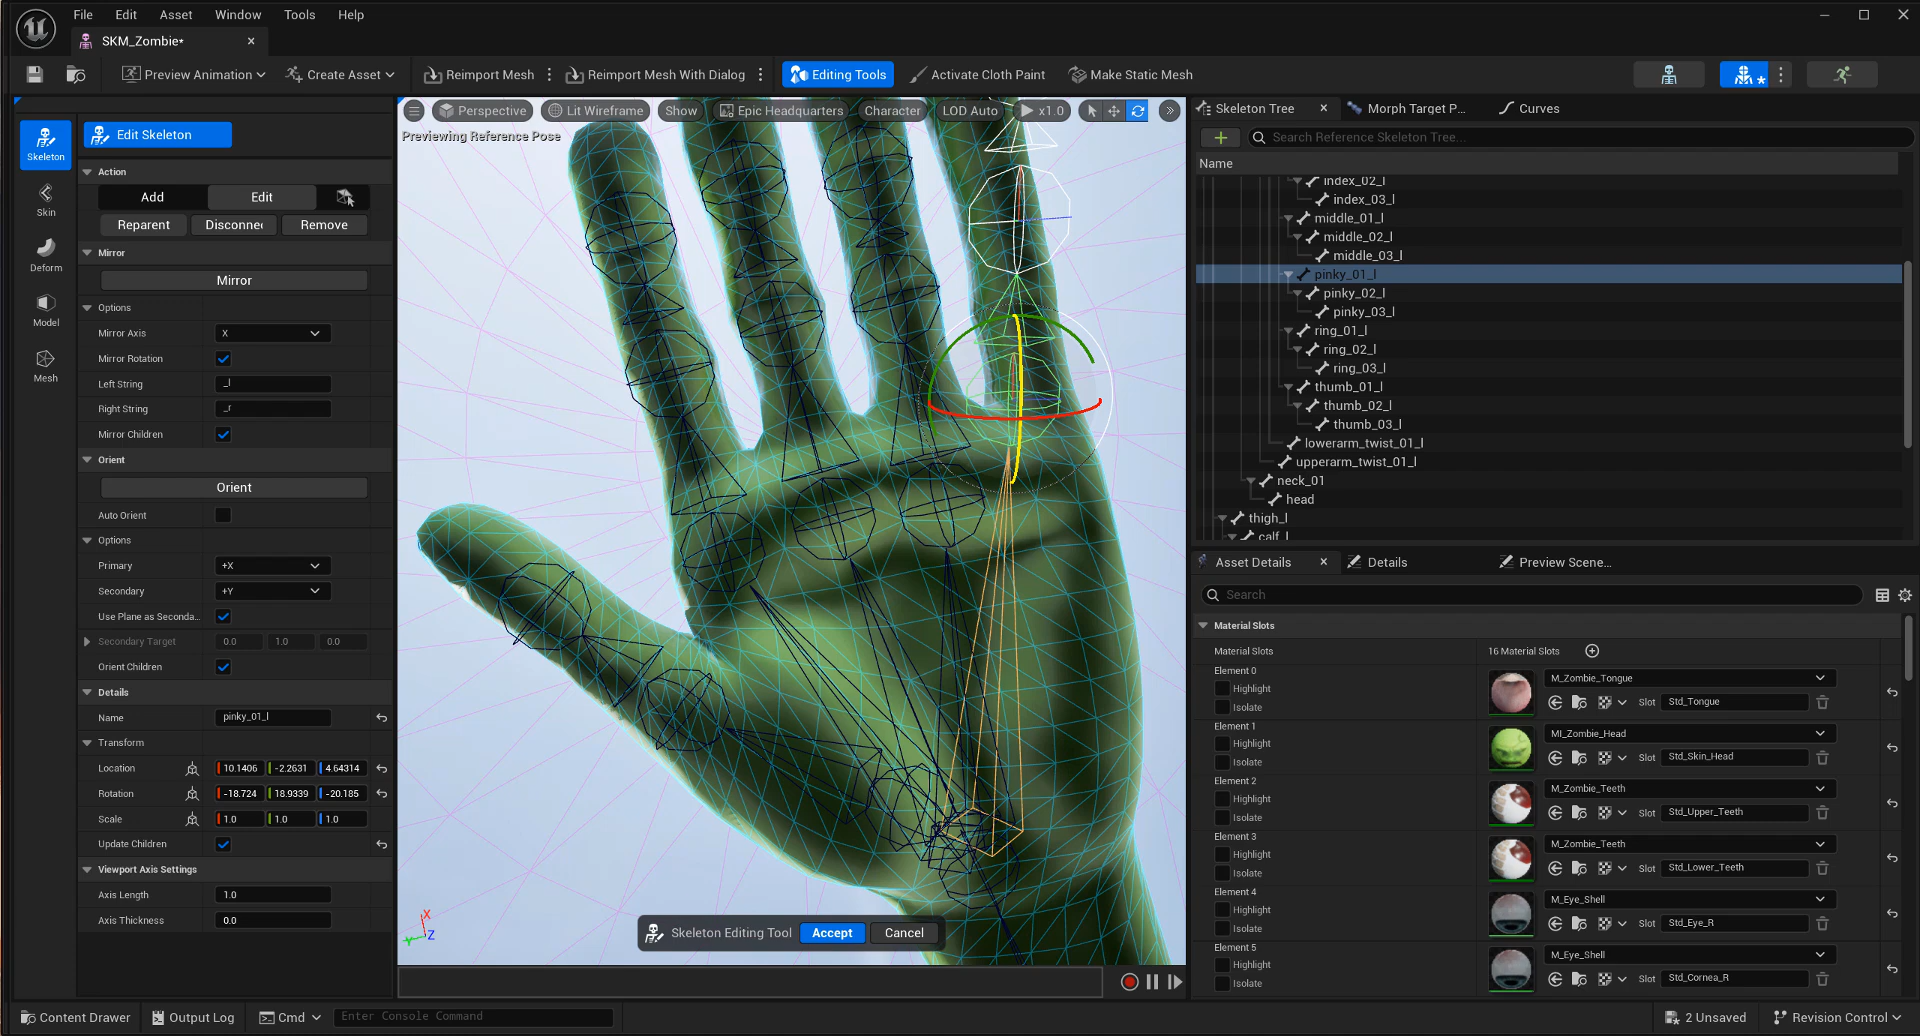 File Edit Asset Window Tools Help
SKM_Zombie*
Preview Animation Create Asset Reimport Mesh Reimport Mesh With Dialog Editing Tools Activate Cloth Paint Make Static Mesh
Skeleton
Skin
Deform
Model
Mesh
Edit Skeleton
Action
Add Edit
Reparent Disconnec Remove
Mirror
Mirror
Options
Mirror Axis X
Mirror Rotation
Left String _l
Right String _r
Mirror Children
Orient
Orient
Auto Orient
Options
Primary +X
Secondary +Y
Use Plane as Seconda...
Secondary Target 0.0 1.0 0.0
Orient Children
Details
Name pinky_01_l
Transform
Location 10.1406 -2.2631 4.64314
Rotation -18.724 18.9339 -20.185
Scale 1.0 1.0 1.0
Update Children
Viewport Axis Settings
Axis Length 1.0
Axis Thickness 0.0
Perspective Lit Wireframe Show Epic Headquarters Character LOD Auto x1.0
Previewing Reference Pose
X
Y
Z
Skeleton Editing Tool Accept Cancel
Skeleton Tree Morph Target P... Curves
Search Reference Skeleton Tree...
Name
index_02_l
index_03_l
middle_01_l
middle_02_l
middle_03_l
pinky_01_l
pinky_02_l
pinky_03_l
ring_01_l
ring_02_l
ring_03_l
thumb_01_l
thumb_02_l
thumb_03_l
lowerarm_twist_01_l
upperarm_twist_01_l
neck_01
head
thigh_l
calf_l
Asset Details Details Preview Scene...
Search
Material Slots
Material Slots 16 Material Slots
Element 0
Highlight
Isolate
M_Zombie_Tongue
Slot Std_Tongue
Element 1
Highlight
Isolate
MI_Zombie_Head
Slot Std_Skin_Head
Element 2
Highlight
Isolate
M_Zombie_Teeth
Slot Std_Upper_Teeth
Element 3
Highlight
Isolate
M_Zombie_Teeth
Slot Std_Lower_Teeth
Element 4
Highlight
Isolate
M_Eye_Shell
Slot Std_Eye_R
Element 5
Highlight
Isolate
M_Eye_Shell
Slot Std_Cornea_R
Content Drawer Output Log Cmd Enter Console Command 2 Unsaved Revision Control